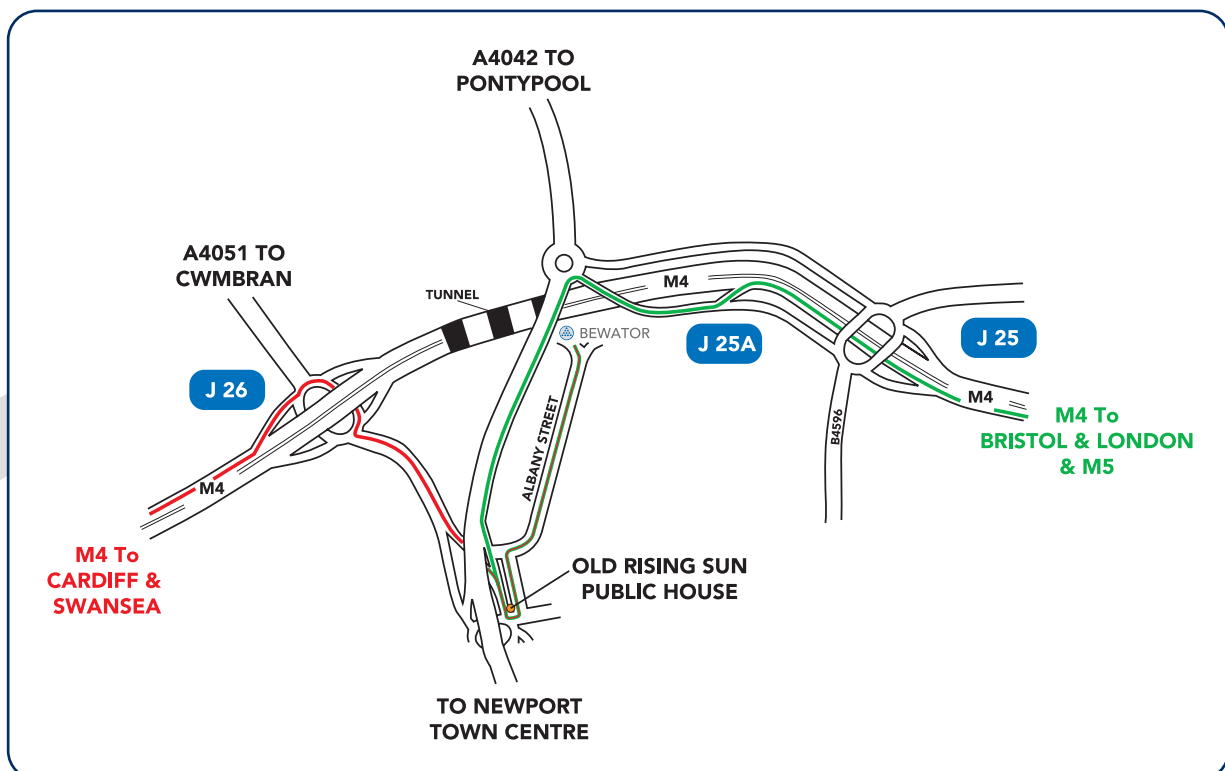 A4042 TO
PONTYPOOL
A4051 TO
CWMBRAN
TUNNEL
M4
BEWATOR
J 25A
J 25
J 26
M4
M4 To
BRISTOL & LONDON
& M5
ALBANY STREET
B4596
M4
M4 To
CARDIFF &
SWANSEA
OLD RISING SUN
PUBLIC HOUSE
TO NEWPORT
TOWN CENTRE